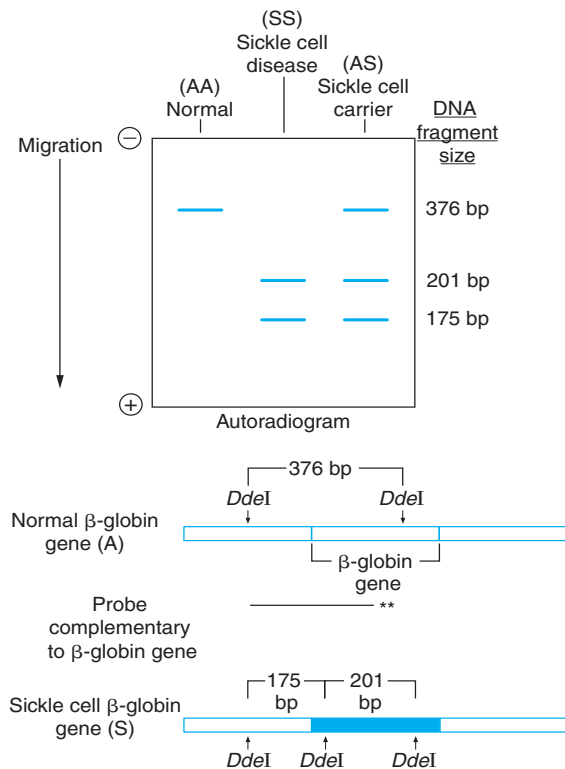 (SS)
Sickle cell
disease
(AA)
Normal
(AS)
Sickle cell
carrier
DNA
fragment
size
Migration
−
376 bp
201 bp
175 bp
+
Autoradiogram
376 bp
DdeI DdeI
Normal β-globin
gene (A)
β-globin
gene
Probe
complementary
to β-globin gene
**
175
bp
201
bp
Sickle cell β-globin
gene (S)
DdeI DdeI DdeI